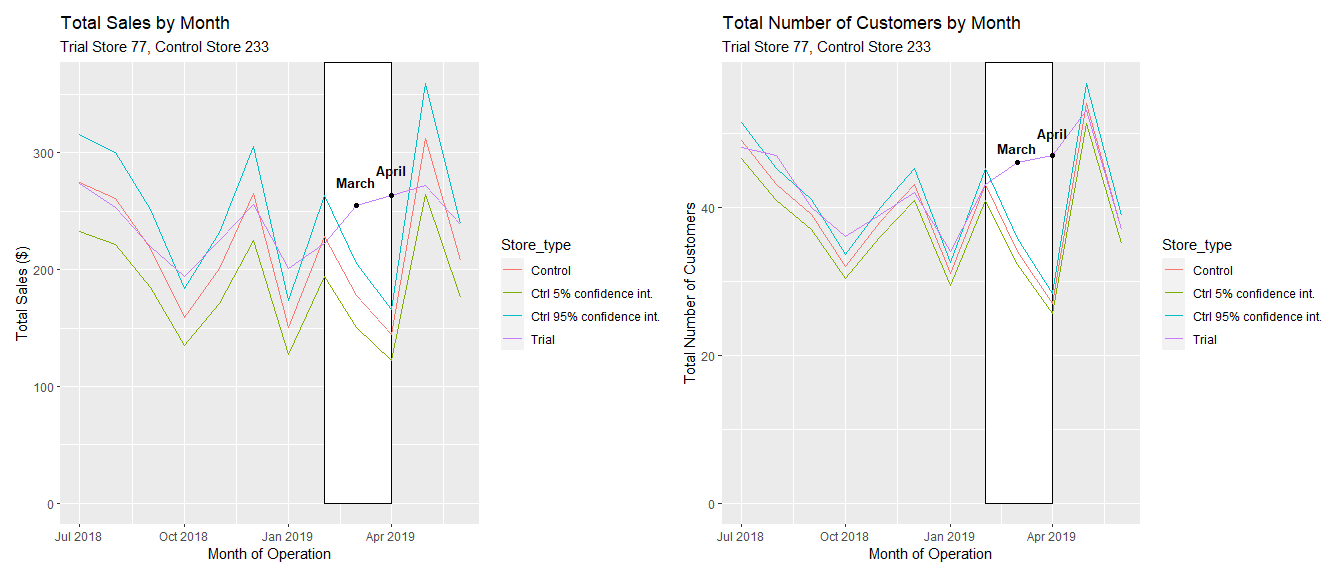 Total Sales by Month
Trial Store 77, Control Store 233
Total Sales ($)
300
200
100
0
March
April
Jul 2018
Oct 2018
Jan 2019
Apr 2019
Month of Operation
Store_type
Control
Ctrl 5% confidence int.
Ctrl 95% confidence int.
Trial
Total Number of Customers by Month
Trial Store 77, Control Store 233
Total Number of Customers
40
20
0
April
March
Jul 2018
Oct 2018
Jan 2019
Apr 2019
Month of Operation
Store_type
Control
Ctrl 5% confidence int.
Ctrl 95% confidence int.
Trial